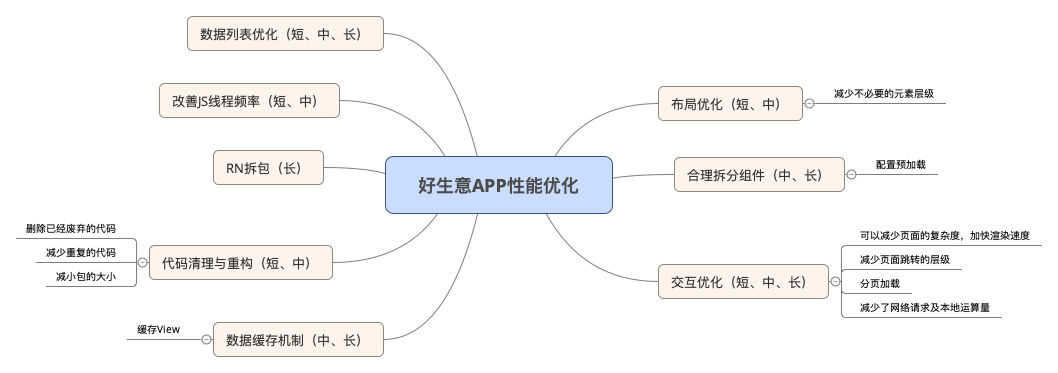 数据列表优化（短、中、长）
改善JS线程频率（短、中）
RN拆包（长）
代码清理与重构（短、中）
删除已经废弃的代码
减少重复的代码
减小包的大小
数据缓存机制（中、长）
缓存View
好生意APP性能优化
布局优化（短、中）
减少不必要的元素层级
合理拆分组件（中、长）
配置预加载
交互优化（短、中、长）
可以减少页面的复杂度，加快渲染速度
减少页面跳转的层级
分页加载
减少了网络请求及本地运算量